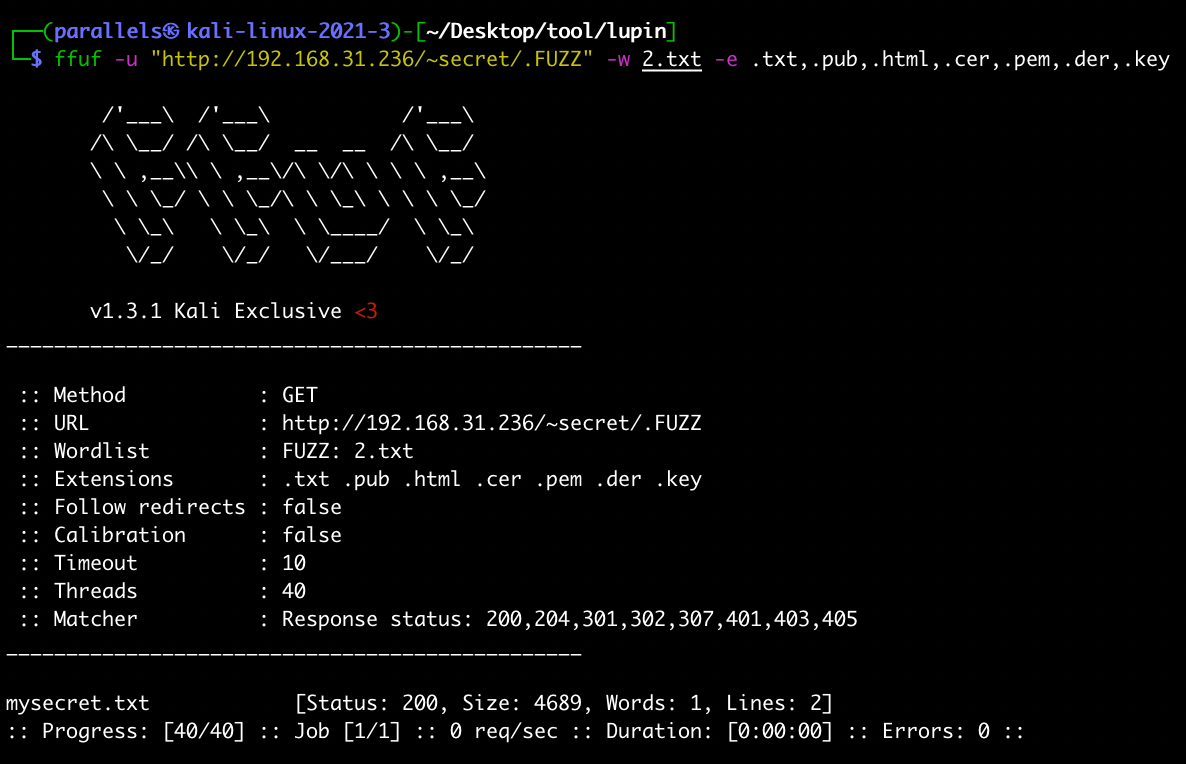 ┌──(parallels㉿kali-linux-2021-3)-[~/Desktop/tool/lupin]
└─$ ffuf -u "http://192.168.31.236/~secret/.FUZZ" -w 2.txt -e .txt,.pub,.html,.cer,.pem,.der,.key

        /'___\  /'___\           /'___\
       /\ \__/ /\ \__/  __  __  /\ \__/
       \ \ ,__\\ \ ,__\/\ \/\ \ \ \ ,__\
        \ \ \_/ \ \ \_/\ \ \_\ \ \ \ \_/
         \ \_\   \ \_\  \ \____/  \ \_\
          \/_/    \/_/   \/___/    \/_/

       v1.3.1 Kali Exclusive <3
________________________________________________

 :: Method           : GET
 :: URL              : http://192.168.31.236/~secret/.FUZZ
 :: Wordlist         : FUZZ: 2.txt
 :: Extensions       : .txt .pub .html .cer .pem .der .key
 :: Follow redirects : false
 :: Calibration      : false
 :: Timeout          : 10
 :: Threads          : 40
 :: Matcher          : Response status: 200,204,301,302,307,401,403,405
________________________________________________

mysecret.txt            [Status: 200, Size: 4689, Words: 1, Lines: 2]
:: Progress: [40/40] :: Job [1/1] :: 0 req/sec :: Duration: [0:00:00] :: Errors: 0 ::